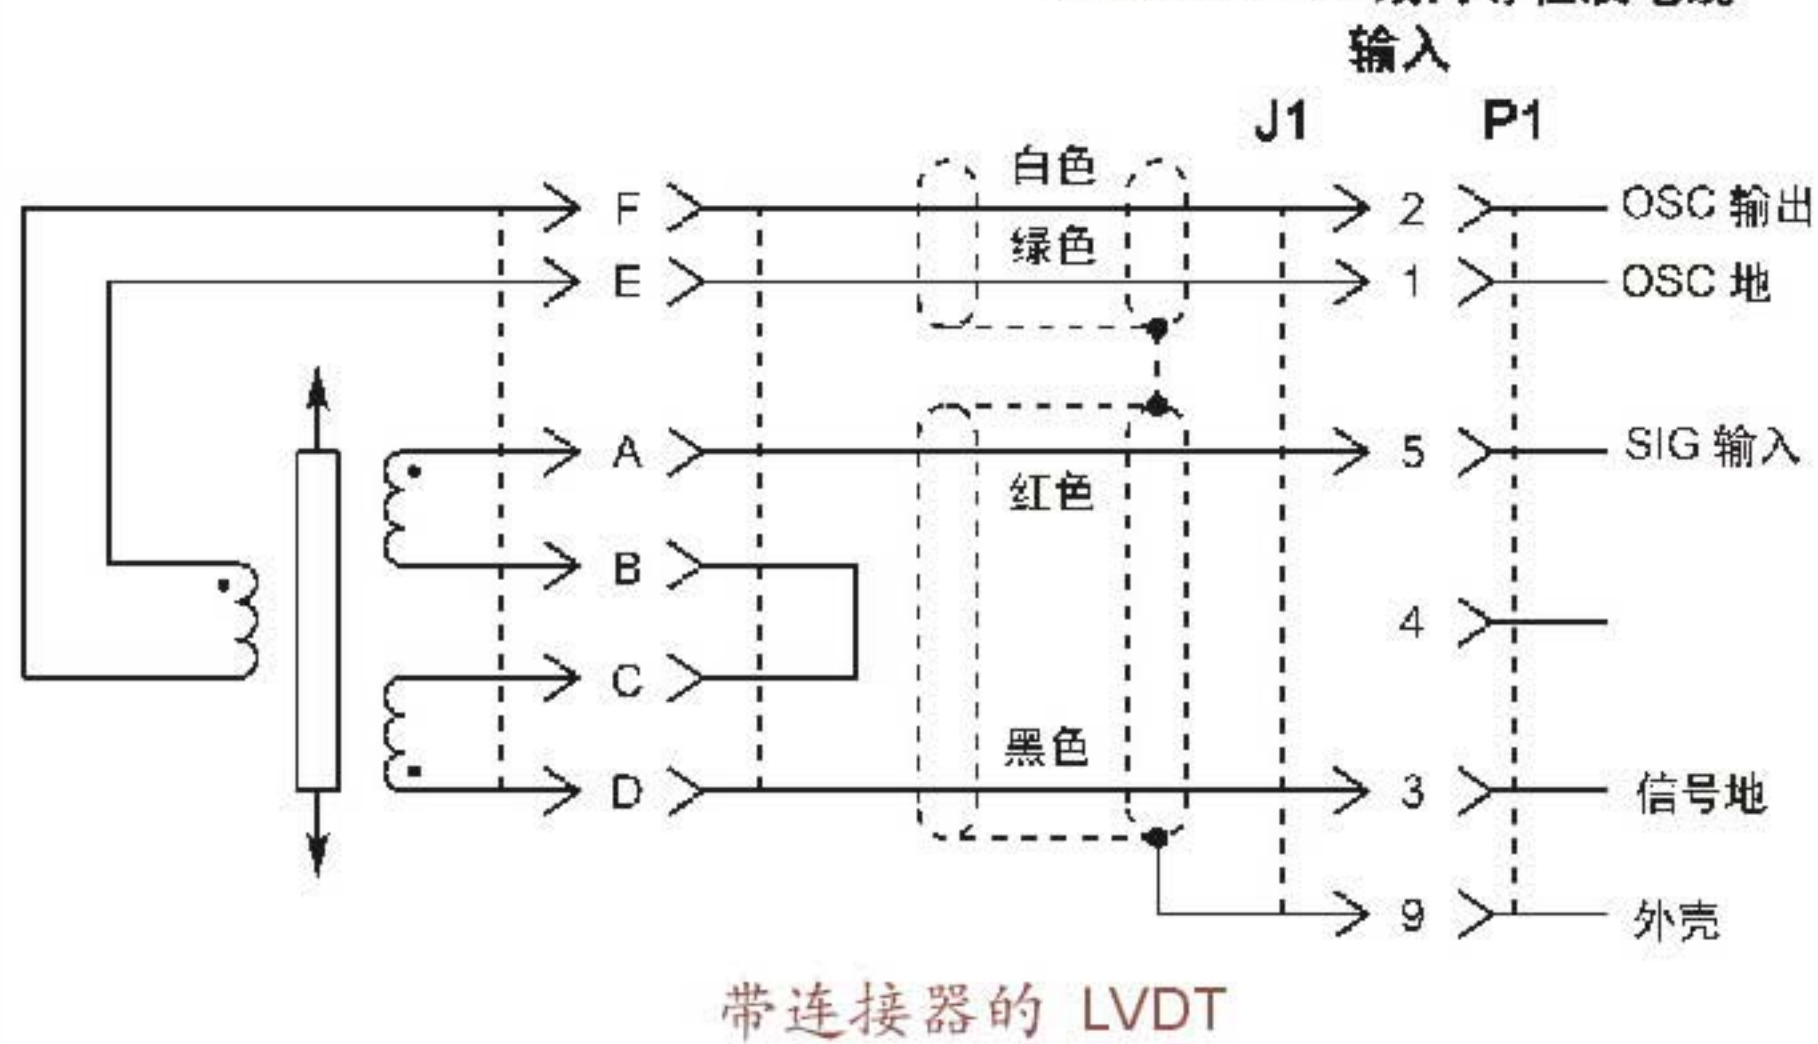 输入
J1 P1
白色
F 2 OSC 输出
绿色
E 1 OSC 地
A 5 SIG 输入
红色
B
4
C
黑色
D 3 信号地
9 外壳
带连接器的 LVDT